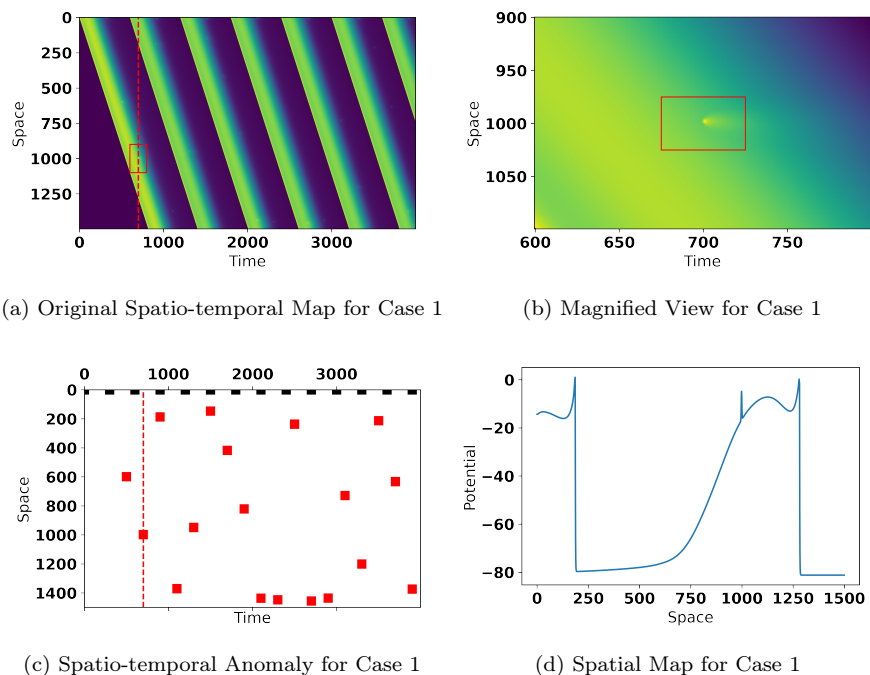 0
250
500
750
1000
1250
Space
0 1000 2000 3000
Time
900
950
1000
1050
Space
600 650 700 750
Time
(a) Original Spatio-temporal Map for Case 1
(b) Magnified View for Case 1
0 1000 2000 3000
0
200
400
600
800
1000
1200
1400
Space
Time
0
−20
−40
−60
−80
Potential
0 250 500 750 1000 1250 1500
Space
(c) Spatio-temporal Anomaly for Case 1
(d) Spatial Map for Case 1